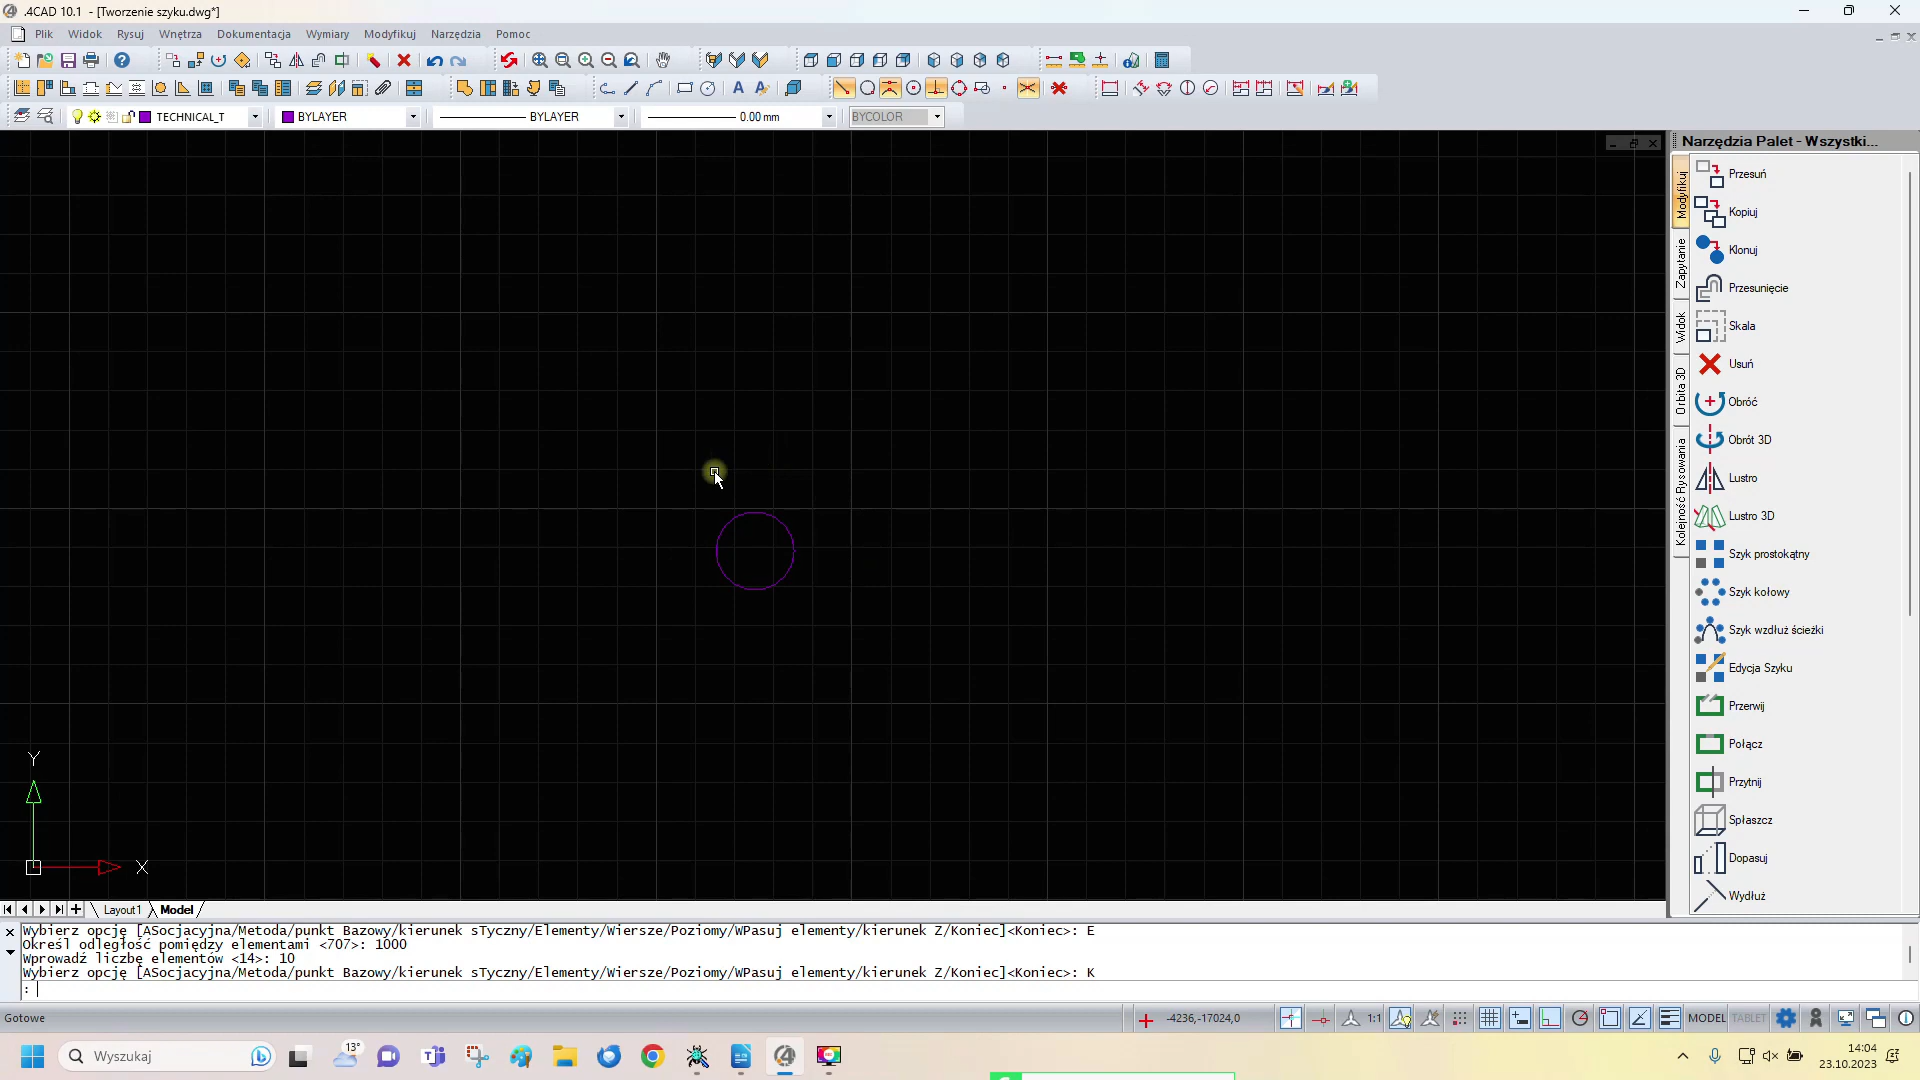 .4CAD 10.1 - [Tworzenie szyku.dwg*]
Plik Widok Rysuj Wnętrza Dokumentacja Wymiary Modyfikuj Narzędzia Pomoc
TECHNICAL_T BYLAYER BYLAYER 0.00 mm BYCOLOR
Narzędzia Palet - Wszystki...
Modyfikuj
Zapytanie
Widok
Orbita 3D
Kolejność Rysowania
Przesuń
Kopiuj
Klonuj
Przesunięcie
Skala
Usuń
Obróć
Obrót 3D
Lustro
Lustro 3D
Szyk prostokątny
Szyk kołowy
Szyk wzdłuż ścieżki
Edycja Szyku
Przerwij
Połącz
Przytnij
Spłaszcz
Dopasuj
Wydłuż
Y
X
Layout1 Model
Wybierz opcję [ASocjacyjna/Metoda/punkt Bazowy/kierunek sTyczny/Elementy/Wiersze/Poziomy/WPasuj elementy/kierunek Z/Koniec]<Koniec>: E
Określ odległość pomiędzy elementami <707>: 1000
Wprowadź liczbę elementów <14>: 10
Wybierz opcję [ASocjacyjna/Metoda/punkt Bazowy/kierunek sTyczny/Elementy/Wiersze/Poziomy/WPasuj elementy/kierunek Z/Koniec]<Koniec>: K
:
Gotowe -4236,-17024,0 1:1 MODEL TABLET
Wyszukaj 13° 14:04
23.10.2023